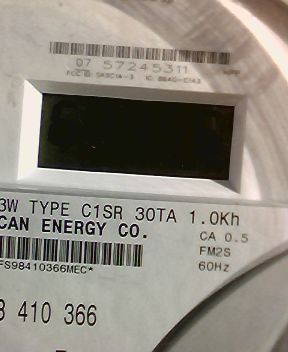 07 57245311
3W TYPE C1SR 30TA 1.0Kh
CAN ENERGY CO.
CA 0.5
FM2S
60Hz
FS98410366MEC*
8 410 366